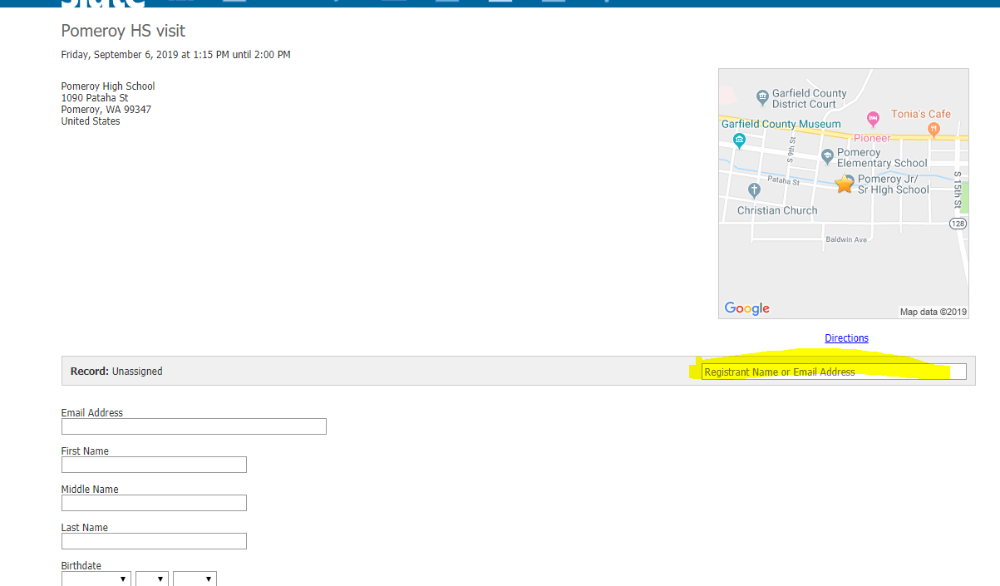 slate
Pomeroy HS visit
Friday, September 6, 2019 at 1:15 PM until 2:00 PM
Pomeroy High School
1090 Pataha St
Pomeroy, WA 99347
United States
Garfield County
District Court
Tonia's Cafe
Garfield County Museum
Pioneer
S 9th St
Pomeroy
Elementary School
Pataha St
Pomeroy Jr/
Sr HIgh School
S 15th St
Christian Church
128
Baldwin Ave
Google
Map data ©2019
Directions
Record: Unassigned
Registrant Name or Email Address
Email Address
First Name
Middle Name
Last Name
Birthdate